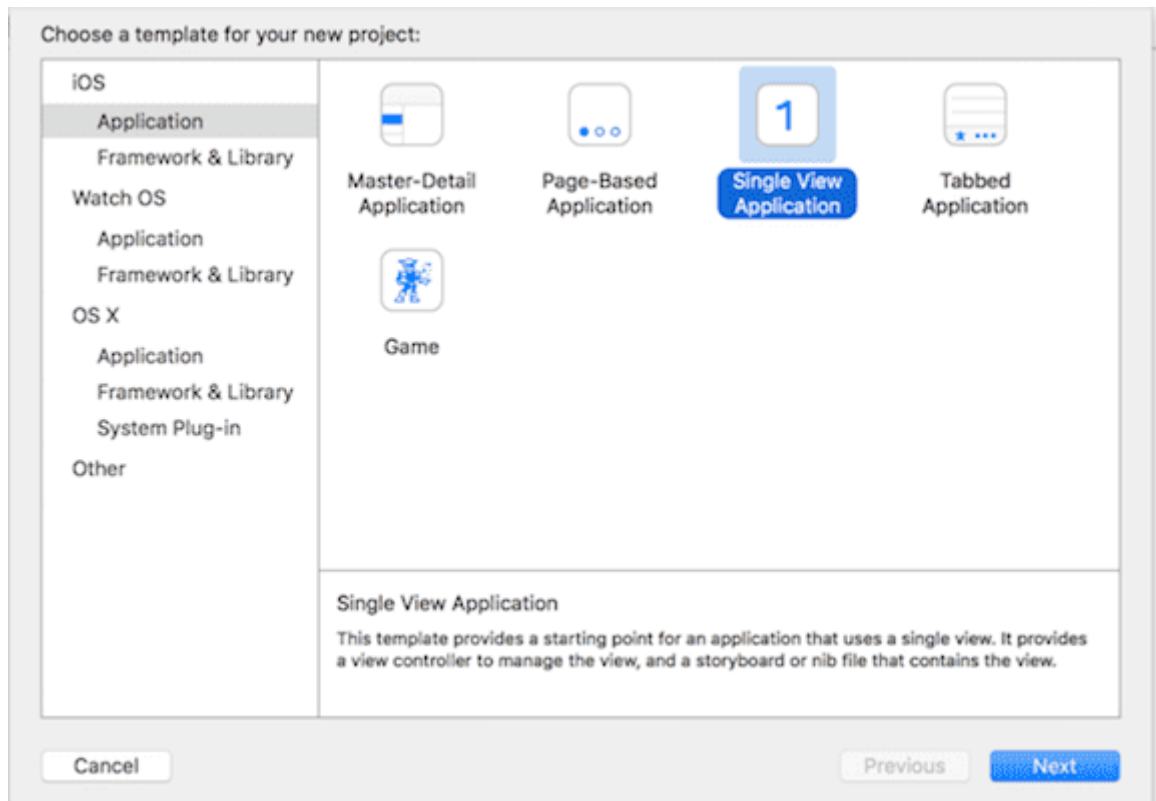 Choose a template for your new project:
iOS
Application
Framework & Library
Watch OS
Application
Framework & Library
OS X
Application
Framework & Library
System Plug-in
Other
Master-Detail
Application
Page-Based
Application
1
Single View
Application
Tabbed
Application
Game
Single View Application
This template provides a starting point for an application that uses a single view. It provides
a view controller to manage the view, and a storyboard or nib file that contains the view.
Cancel
Previous
Next